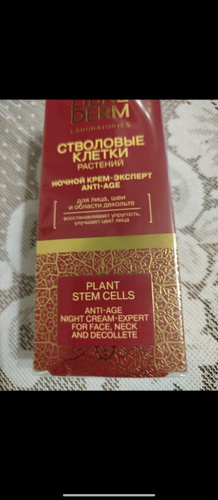 DERM
LABORATORIES
СТВОЛОВЫЕ
КЛЕТКИ
РАСТЕНИЙ
НОЧНОЙ КРЕМ-ЭКСПЕРТ
ANTI-AGE
для лица, шеи
и области декольте
восстанавливает упругость,
улучшает цвет лица
PLANT
STEM CELLS
ANTI-AGE
NIGHT CREAM-EXPERT
FOR FACE, NECK
AND DECOLLETE